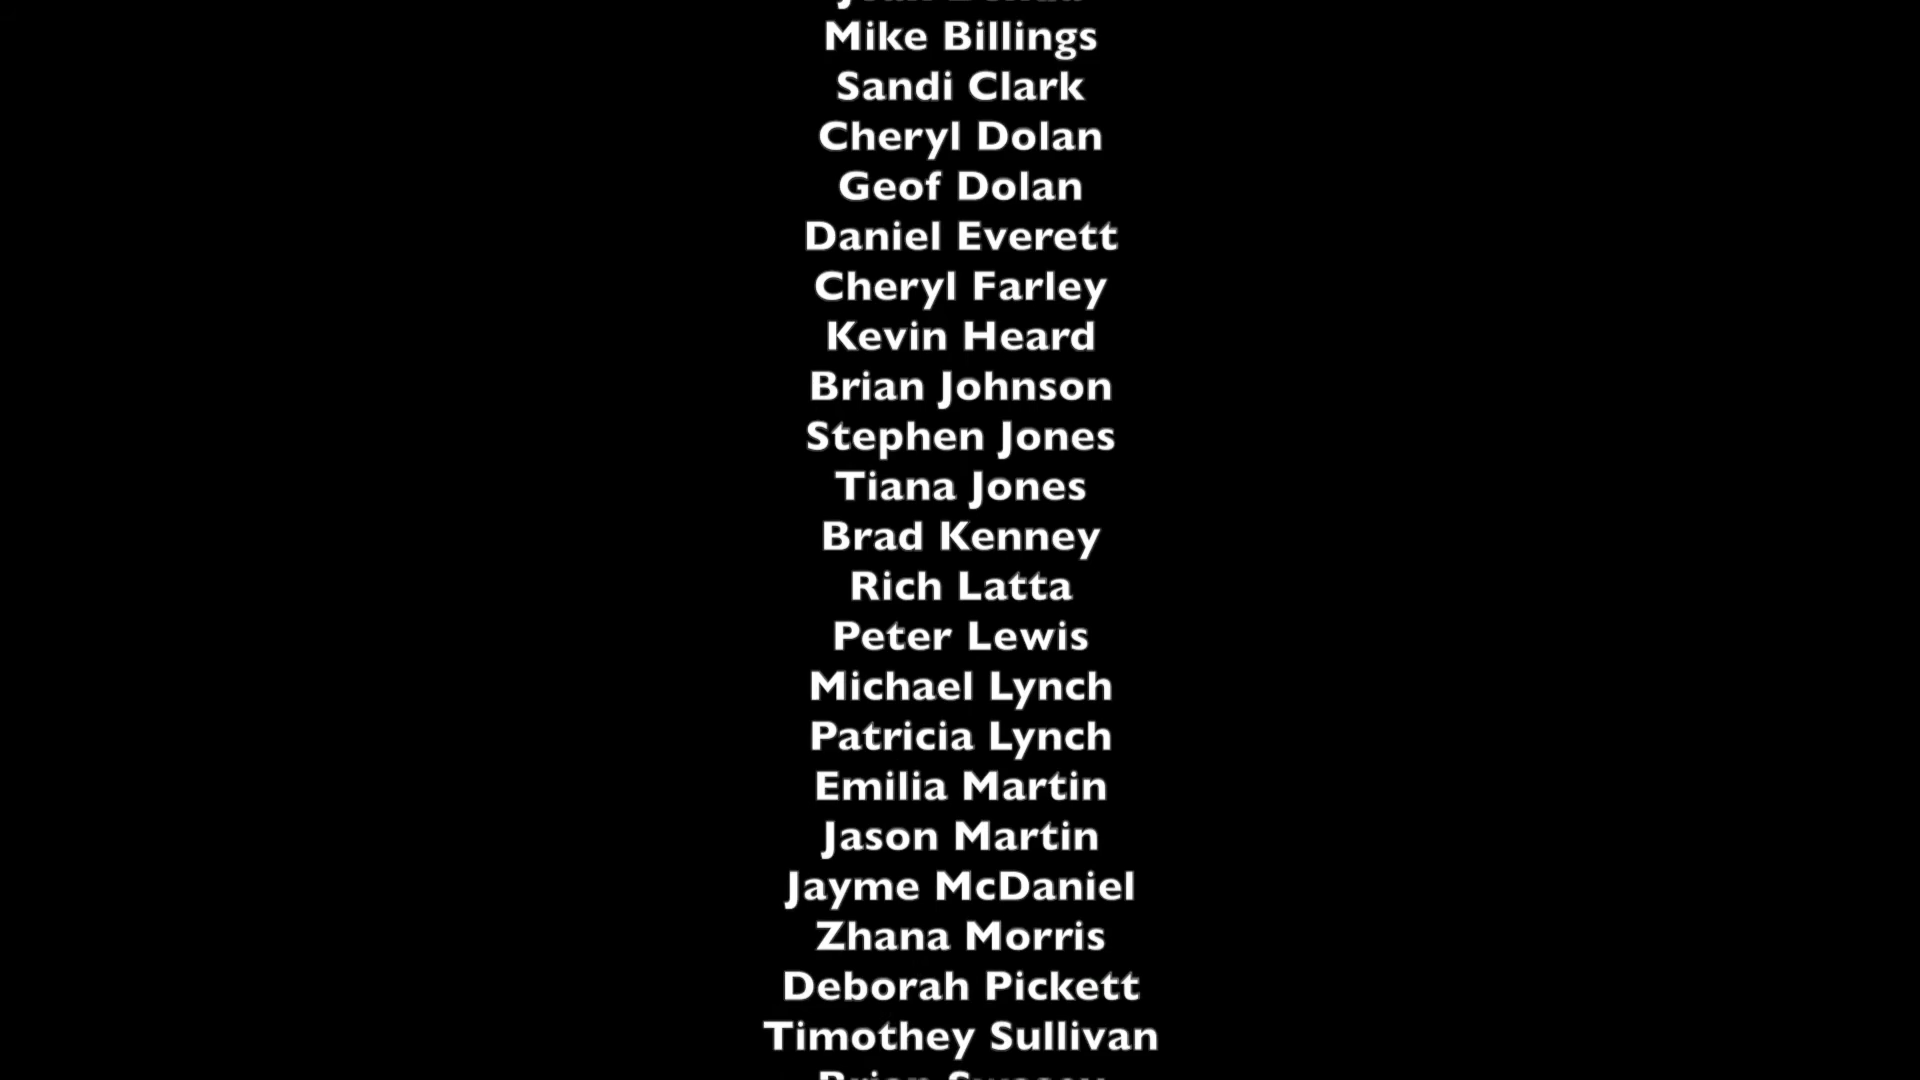 Mike Billings
Sandi Clark
Cheryl Dolan
Geof Dolan
Daniel Everett
Cheryl Farley
Kevin Heard
Brian Johnson
Stephen Jones
Tiana Jones
Brad Kenney
Rich Latta
Peter Lewis
Michael Lynch
Patricia Lynch
Emilia Martin
Jason Martin
Jayme McDaniel
Zhana Morris
Deborah Pickett
Timothey Sullivan
Brian